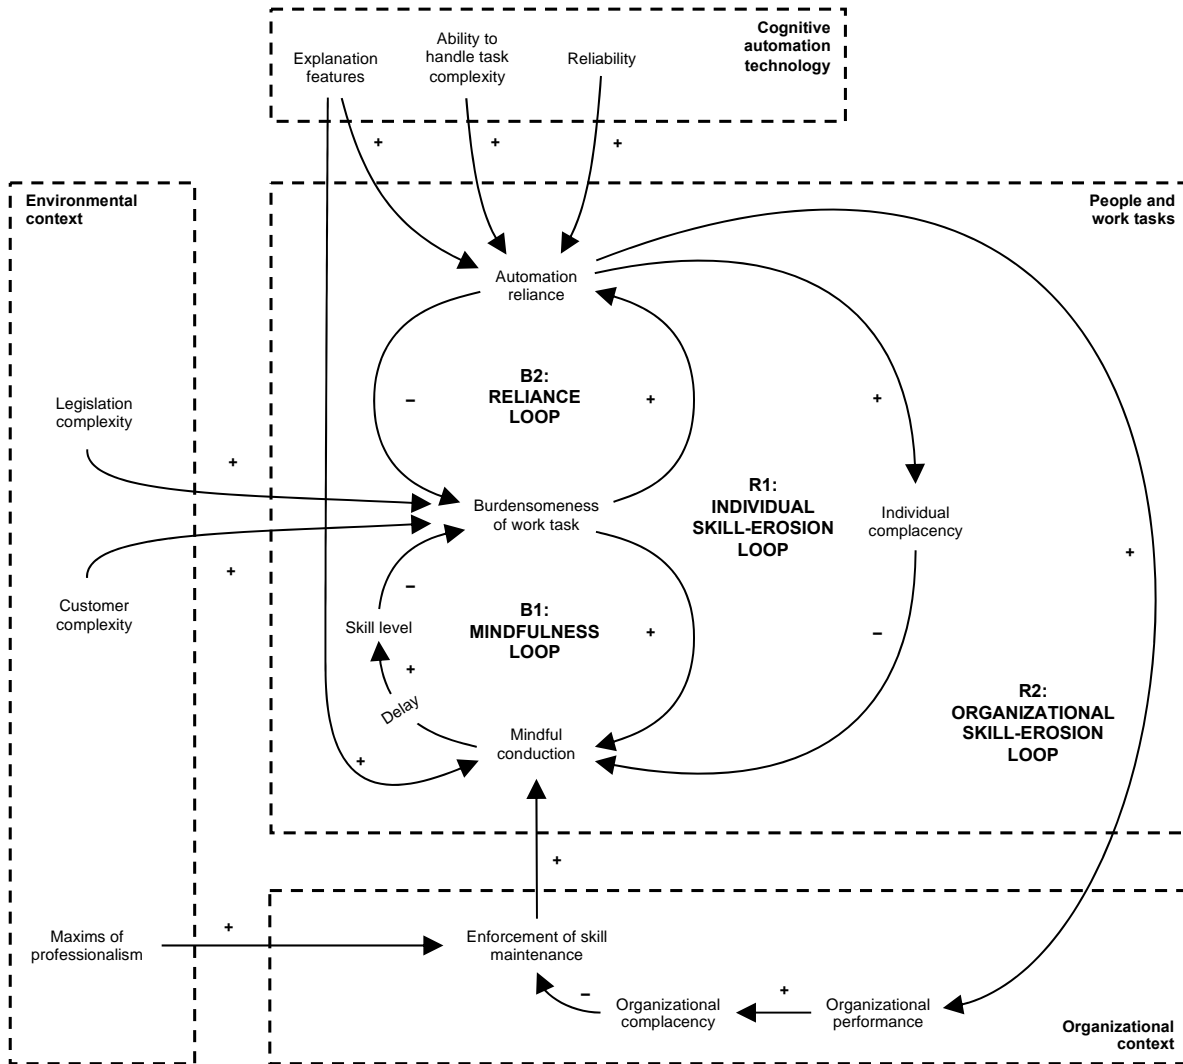 Cognitive
automation
technology
Explanation
features
Ability to
handle task
complexity
Reliability
+
+
+
Environmental
context
People and
work tasks
Automation
reliance
Legislation
complexity
B2:
RELIANCE
LOOP
–
+
+
+
Burdensomeness
of work task
R1:
INDIVIDUAL
SKILL-EROSION
LOOP
Individual
complacency
+
+
Customer
complexity
–
Skill level
B1:
MINDFULNESS
LOOP
+
–
+
Delay
Mindful
conduction
+
R2:
ORGANIZATIONAL
SKILL-EROSION
LOOP
+
Maxims of
professionalism
+
Enforcement of skill
maintenance
–
Organizational
complacency
+
Organizational
performance
Organizational
context